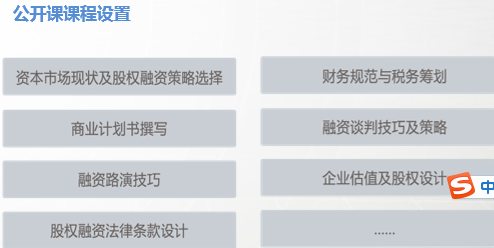 公开课课程设置
资本市场现状及股权融资策略选择
财务规范与税务筹划
商业计划书撰写
融资谈判技巧及策略
融资路演技巧
企业估值及股权设计
S 中
股权融资法律条款设计
......